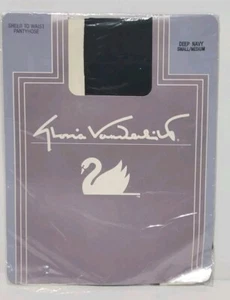 SHEER TO WAIST
PANTYHOSE
DEEP NAVY
SMALL/MEDIUM
Gloria Vanderbilt